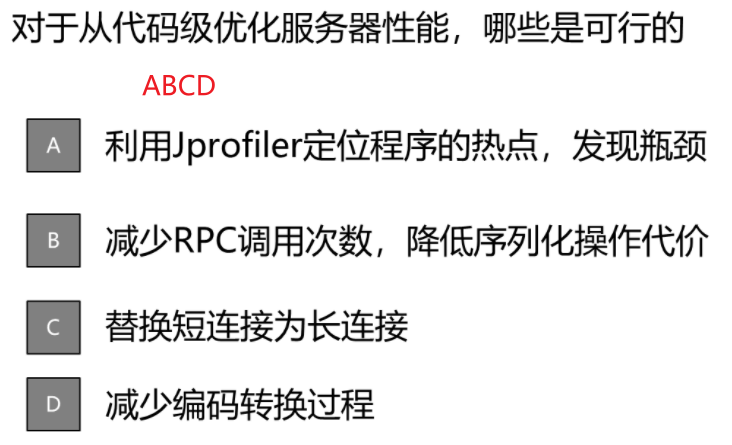 对于从代码级优化服务器性能，哪些是可行的
ABCD
A 利用Jprofiler定位程序的热点，发现瓶颈
B 减少RPC调用次数，降低序列化操作代价
C 替换短连接为长连接
D 减少编码转换过程